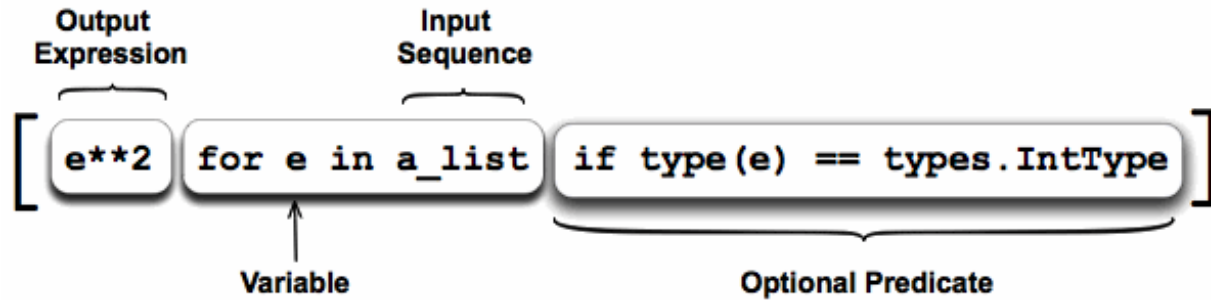 Output
Expression
Input
Sequence
[ e**2 for e in a_list if type(e) == types.IntType ]
Variable
Optional Predicate